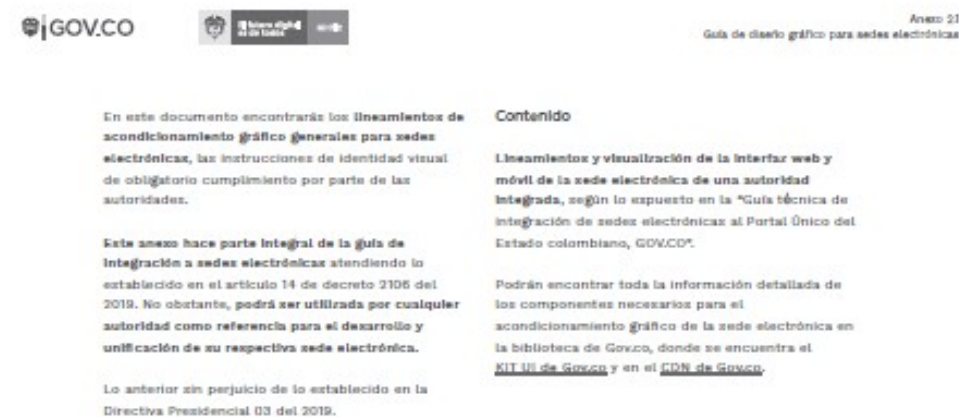 GOV.CO
El futuro digital
es de todos
Anexo 2.1
Guía de diseño gráfico para sedes electrónicas
En este documento encontrarás los lineamientos de
acondicionamiento gráfico generales para sedes
electrónicas, las instrucciones de identidad visual
de obligatorio cumplimiento por parte de las
autoridades.
Este anexo hace parte integral de la guía de
integración a sedes electrónicas atendiendo lo
establecido en el artículo 14 de decreto 2106 del
2019. No obstante, podrá ser utilizada por cualquier
autoridad como referencia para el desarrollo y
unificación de su respectiva sede electrónica.
Lo anterior sin perjuicio de lo establecido en la
Directiva Presidencial 03 del 2019.
Contenido
Lineamientos y visualización de la interfaz web y
móvil de la sede electrónica de una autoridad
integrada, según lo expuesto en la "Guía técnica de
integración de sedes electrónicas al Portal Único del
Estado colombiano, GOV.CO".
Podrán encontrar toda la información detallada de
los componentes necesarios para el
acondicionamiento gráfico de la sede electrónica en
la biblioteca de Gov.co, donde se encuentra el
KIT UI de Gov.co y en el CDN de Gov.co.